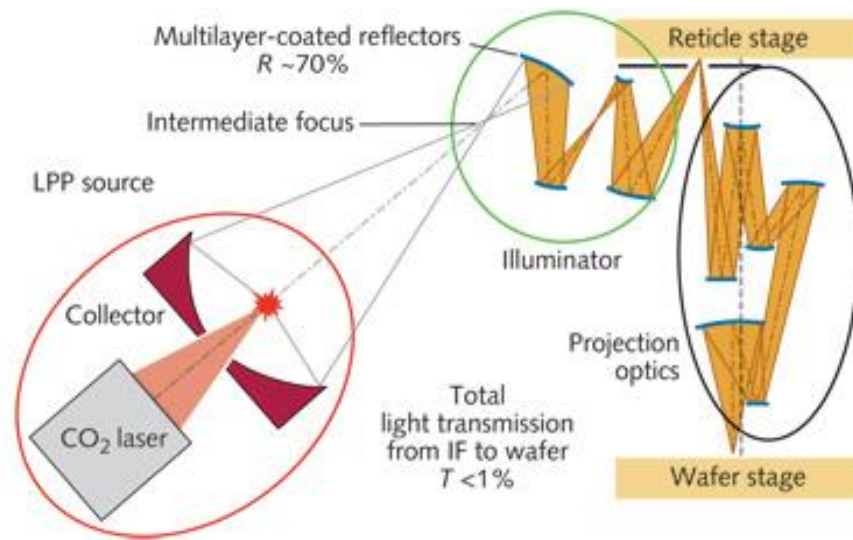 Multilayer-coated reflectors
R ~70%
Reticle stage
Intermediate focus
LPP source
Illuminator
Collector
Projection
optics
CO₂ laser
Total
light transmission
from IF to wafer
T <1%
Wafer stage